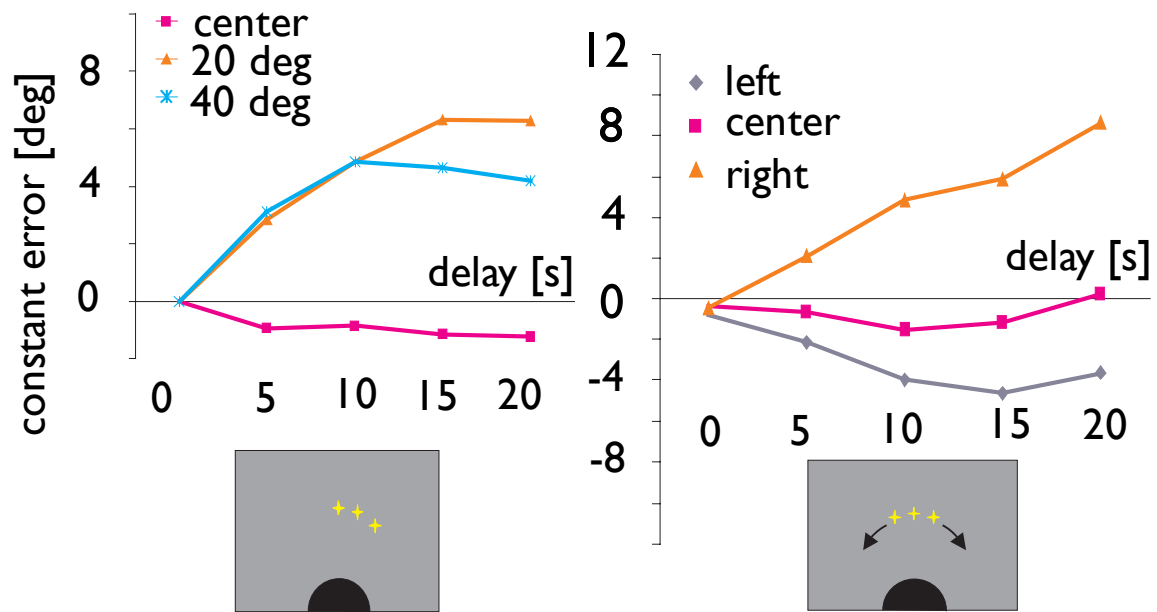 center
20 deg
40 deg
constant error [deg]
8
4
0
delay [s]
0 5 10 15 20
12
8
4
0
-4
-8
left
center
right
delay [s]
0 5 10 15 20